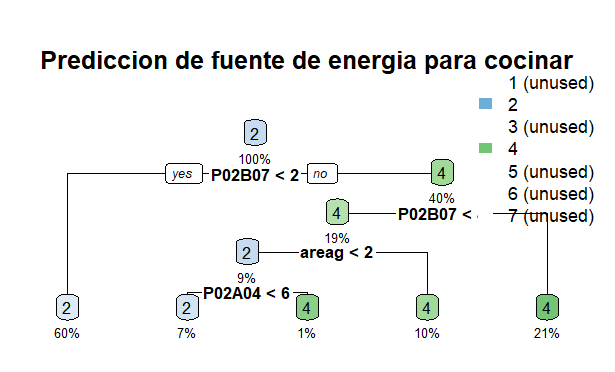 Prediccion de fuente de energia para cocinar
1 (unused)
2
3 (unused)
4
5 (unused)
6 (unused)
7 (unused)
2
100%
yes P02B07 < 2 no
4
40%
P02B07 <
4
19%
areag < 2
2
9%
P02A04 < 6
2
60%
2
7%
4
1%
4
10%
4
21%